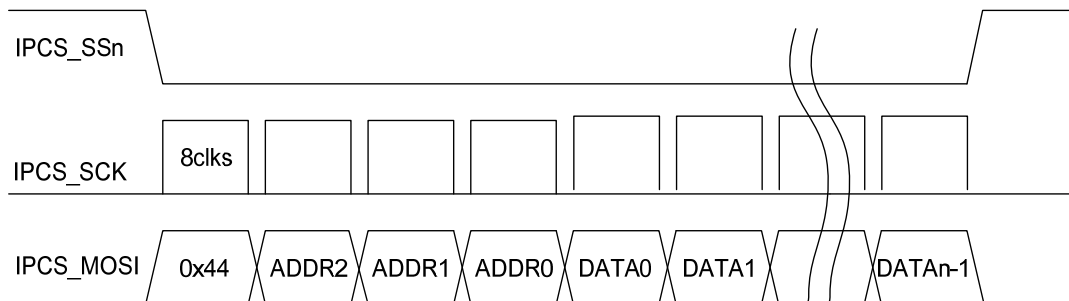 IPCS_SSn
8clks
IPCS_SCK
IPCS_MOSI 0x44 ADDR2 ADDR1 ADDR0 DATA0 DATA1 DATAn-1